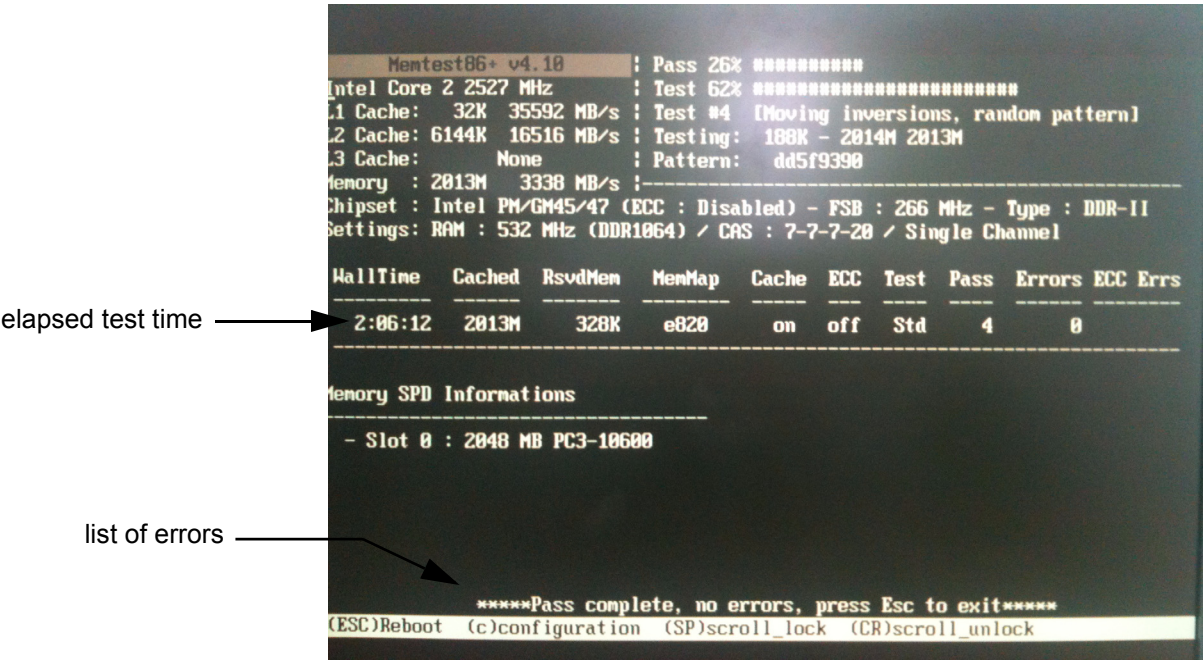 Memtest86+ v4.10 | Pass 26% ##########
Intel Core 2 2527 MHz | Test 62% ########################
L1 Cache: 32K 35592 MB/s | Test #4 [Moving inversions, random pattern]
L2 Cache: 6144K 16516 MB/s | Testing: 188K - 2014M 2013M
L3 Cache: None | Pattern: dd5f9390
Memory : 2013M 3338 MB/s |-------------------------------------------------
Chipset : Intel PM/GM45/47 (ECC : Disabled) - FSB : 266 MHz - Type : DDR-II
Settings: RAM : 532 MHz (DDR1064) / CAS : 7-7-7-20 / Single Channel
WallTime Cached RsvdMem MemMap Cache ECC Test Pass Errors ECC Errs
--------- ------ ------- -------- ----- --- ---- ---- ------ --------
elapsed test time
2:06:12 2013M 328K e820 on off Std 4 0
Memory SPD Informations
- Slot 0 : 2048 MB PC3-10600
list of errors
*****Pass complete, no errors, press Esc to exit*****
(ESC)Reboot (c)configuration (SP)scroll_lock (CR)scroll_unlock